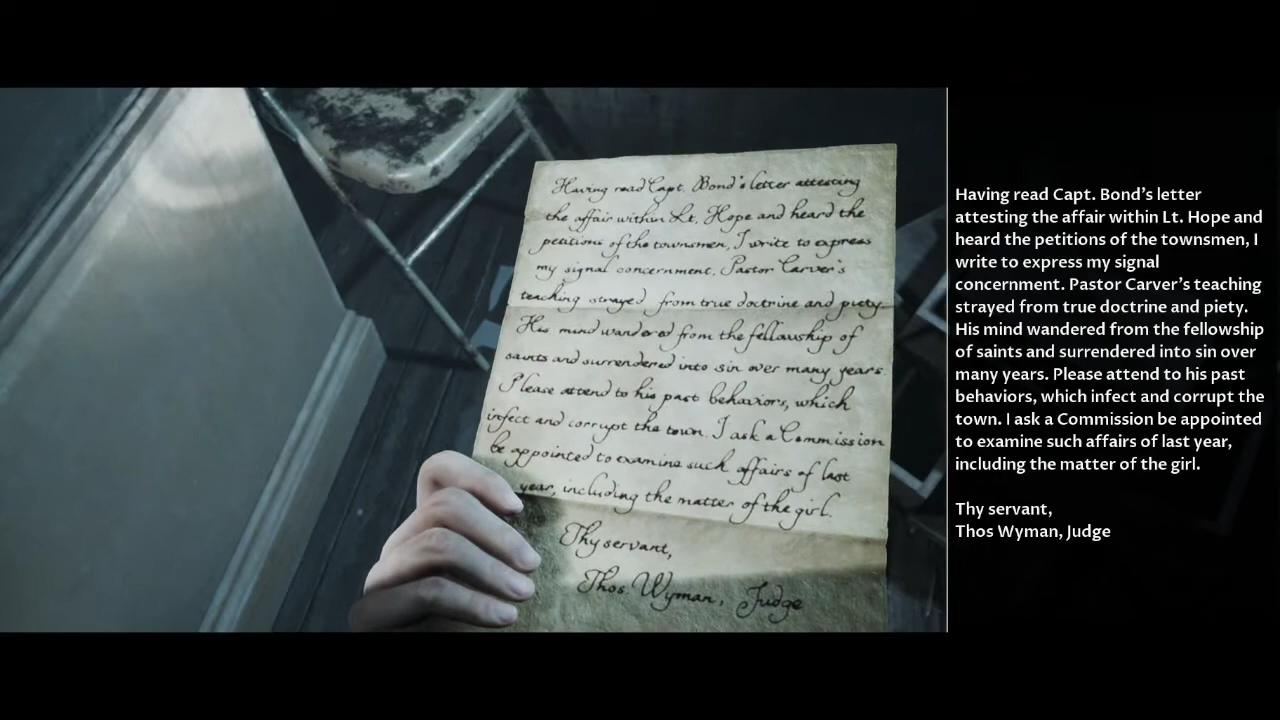 Having read Capt. Bond's letter attesting
the affair within Lt. Hope and heard the
petitions of the townsmen, I write to express
my signal concernment. Pastor Carver's
teaching strayed from true doctrine and piety.
His mind wandered from the fellowship of
saints and surrendered into sin over many years.
Please attend to his past behaviors, which
infect and corrupt the town. I ask a Commission
be appointed to examine such affairs of last
year, including the matter of the girl.
Thy servant,
Thos. Wyman, Judge
Having read Capt. Bond's letter
attesting the affair within Lt. Hope and
heard the petitions of the townsmen, I
write to express my signal
concernment. Pastor Carver's teaching
strayed from true doctrine and piety.
His mind wandered from the fellowship
of saints and surrendered into sin over
many years. Please attend to his past
behaviors, which infect and corrupt the
town. I ask a Commission be appointed
to examine such affairs of last year,
including the matter of the girl.
Thy servant,
Thos Wyman, Judge